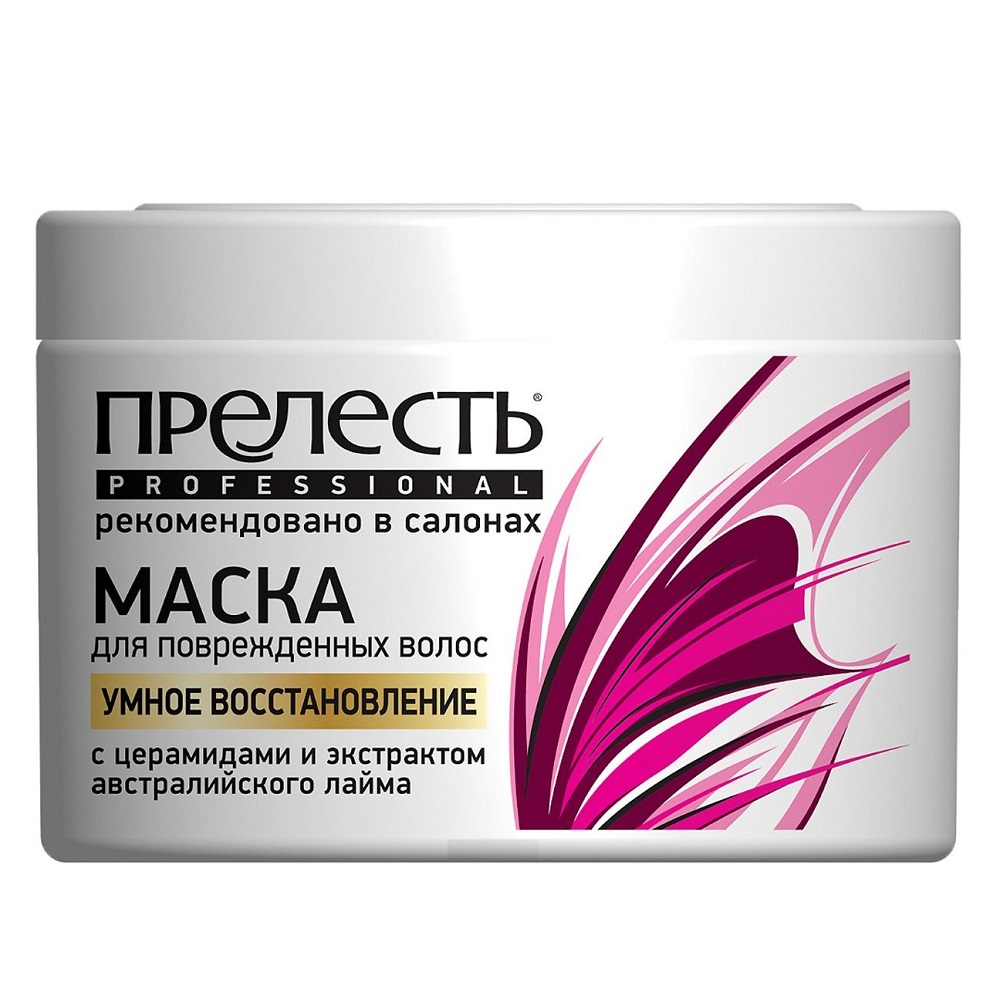 ПРЕЛЕСТЬ®
PROFESSIONAL
рекомендовано в салонах
МАСКА
для поврежденных волос
УМНОЕ ВОССТАНОВЛЕНИЕ
с церамидами и экстрактом
австралийского лайма